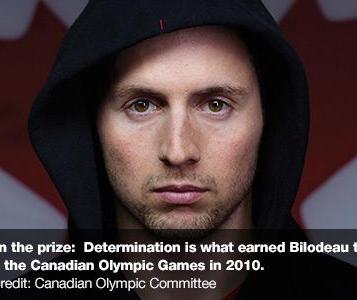 n the prize: Determination is what earned Bilodeau t
the Canadian Olympic Games in 2010.
redit: Canadian Olympic Committee